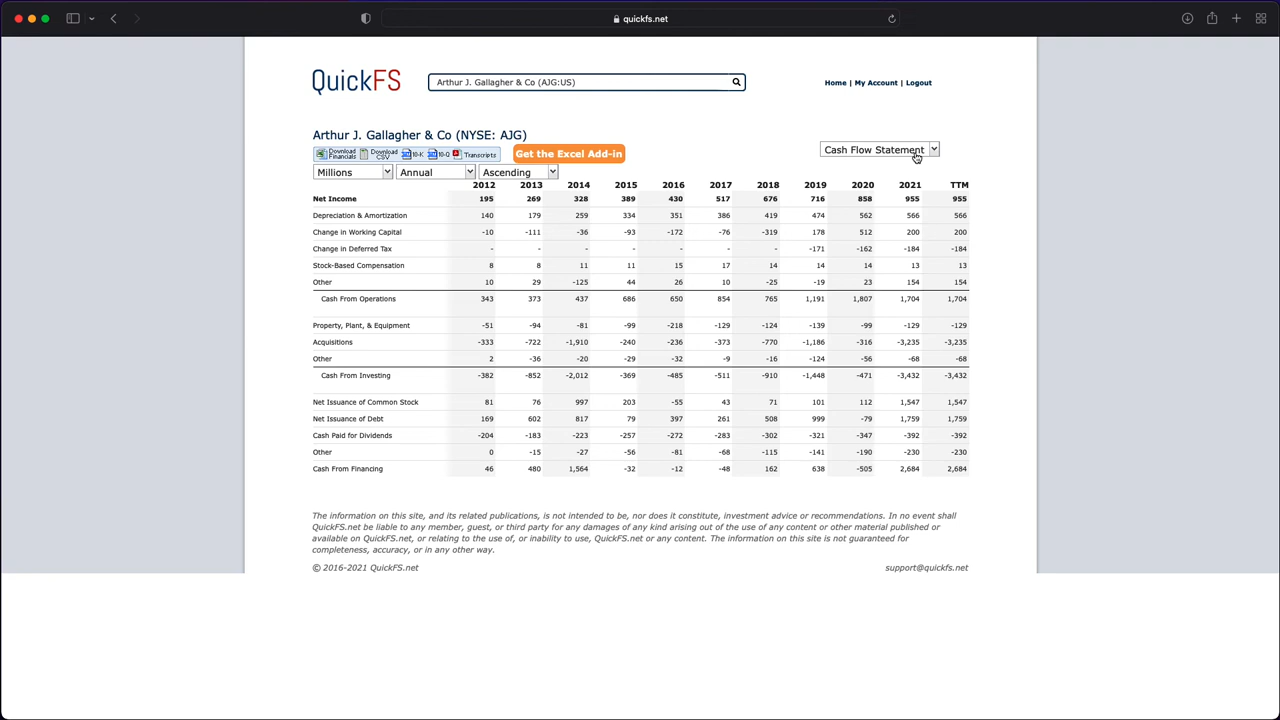 quickfs.net
QuickFS
Arthur J. Gallagher & Co (AJG:US)
Home | My Account | Logout
Arthur J. Gallagher & Co (NYSE: AJG)
Download Financials Download CSV 10-K 10-Q Transcripts Get the Excel Add-in
Cash Flow Statement
Millions Annual Ascending
2012 2013 2014 2015 2016 2017 2018 2019 2020 2021 TTM
Net Income 195 269 328 389 430 517 676 716 858 955 955
Depreciation & Amortization 140 179 259 334 351 386 419 474 562 566 566
Change in Working Capital -10 -111 -36 -93 -172 -76 -319 178 512 200 200
Change in Deferred Tax - - - - - - - -171 -162 -184 -184
Stock-Based Compensation 8 8 11 11 15 17 14 14 14 13 13
Other 10 29 -125 44 26 10 -25 -19 23 154 154
Cash From Operations 343 373 437 686 650 854 765 1,191 1,807 1,704 1,704
Property, Plant, & Equipment -51 -94 -81 -99 -218 -129 -124 -139 -99 -129 -129
Acquisitions -333 -722 -1,910 -240 -236 -373 -770 -1,186 -316 -3,235 -3,235
Other 2 -36 -20 -29 -32 -9 -16 -124 -56 -68 -68
Cash From Investing -382 -852 -2,012 -369 -485 -511 -910 -1,448 -471 -3,432 -3,432
Net Issuance of Common Stock 81 76 997 203 -55 43 71 101 112 1,547 1,547
Net Issuance of Debt 169 602 817 79 397 261 508 999 -79 1,759 1,759
Cash Paid for Dividends -204 -183 -223 -257 -272 -283 -302 -321 -347 -392 -392
Other 0 -15 -27 -56 -81 -68 -115 -141 -190 -230 -230
Cash From Financing 46 480 1,564 -32 -12 -48 162 638 -505 2,684 2,684
The information on this site, and its related publications, is not intended to be, nor does it constitute, investment advice or recommendations. In no event shall
QuickFS.net be liable to any member, guest, or third party for any damages of any kind arising out of the use of any content or other material published or
available on QuickFS.net, or relating to the use of, or inability to use, QuickFS.net or any content. The information on this site is not guaranteed for
completeness, accuracy, or in any other way.
© 2016-2021 QuickFS.net support@quickfs.net